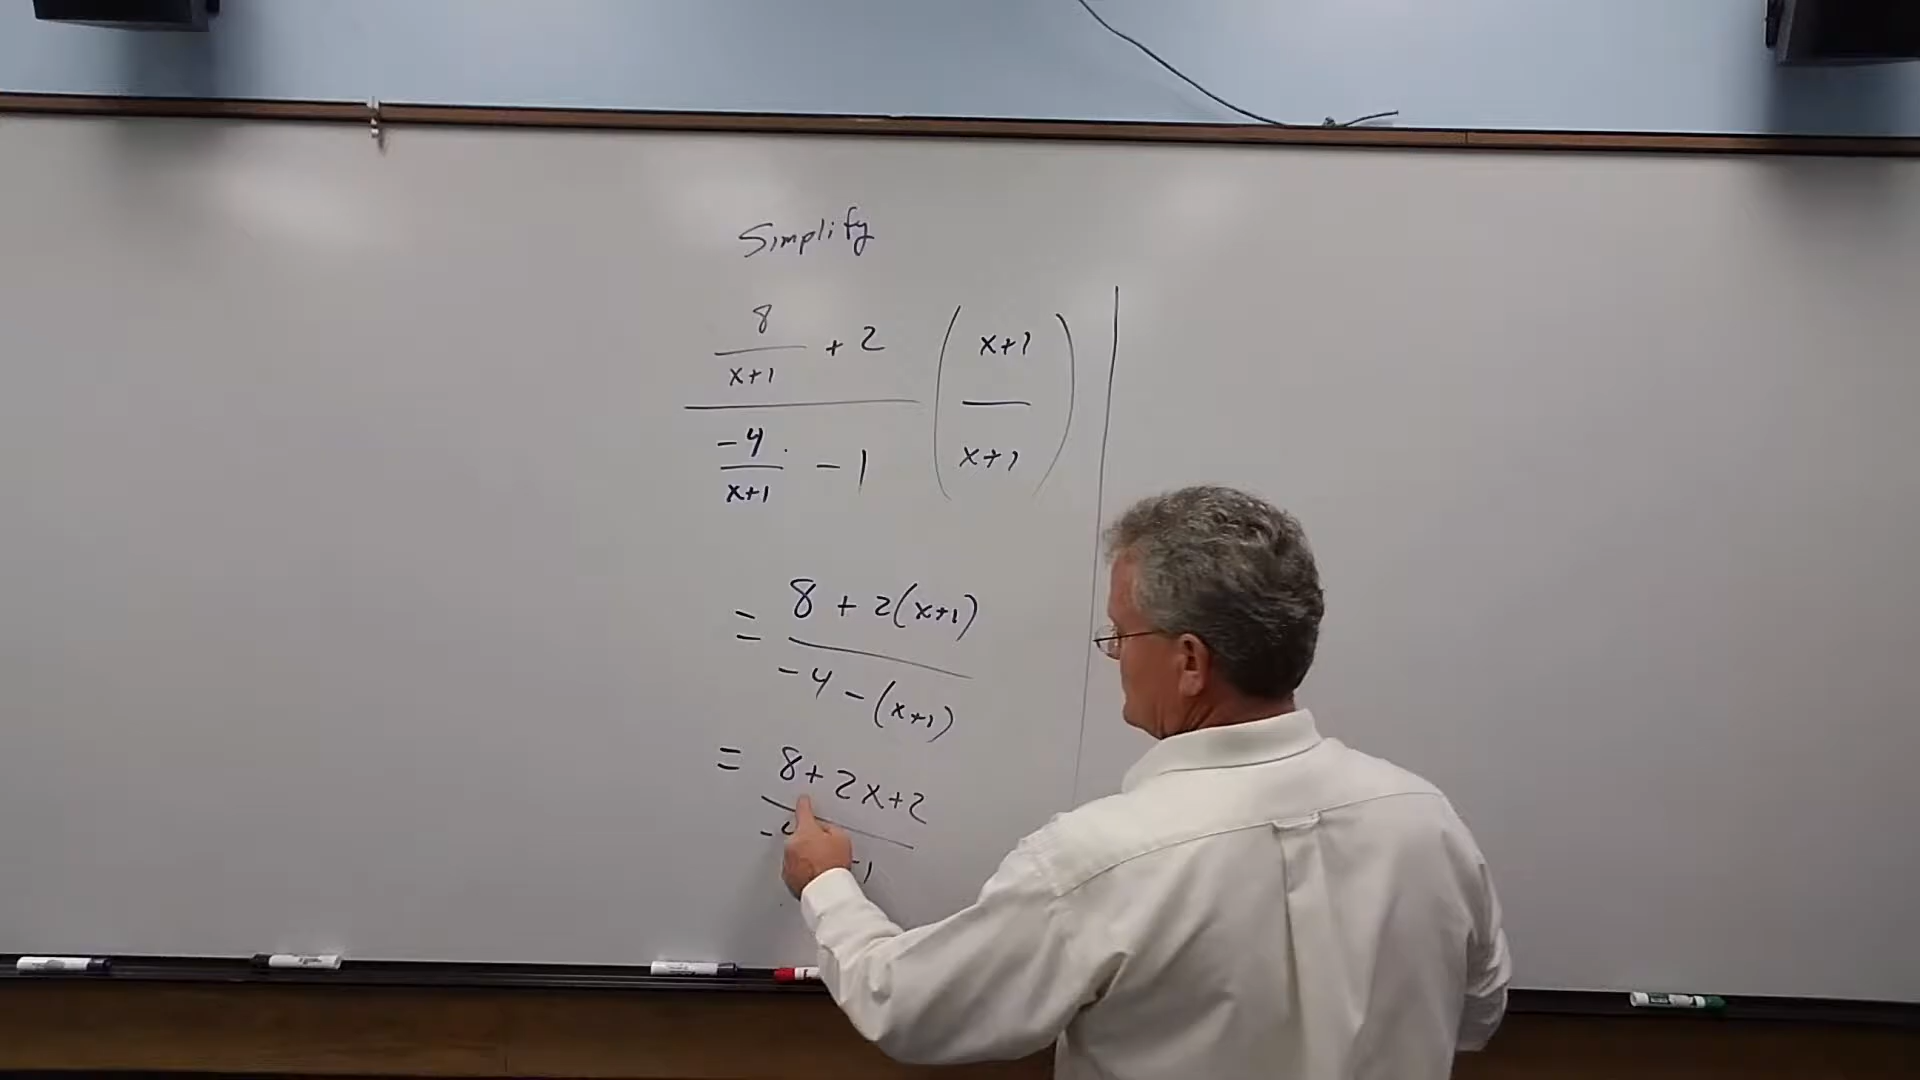 Simplify
8
x+1
+ 2
-4
x+1
- 1
( x+1
x+1 )
= 8 + 2(x+1)
-4 - (x+1)
= 8+ 2x+2